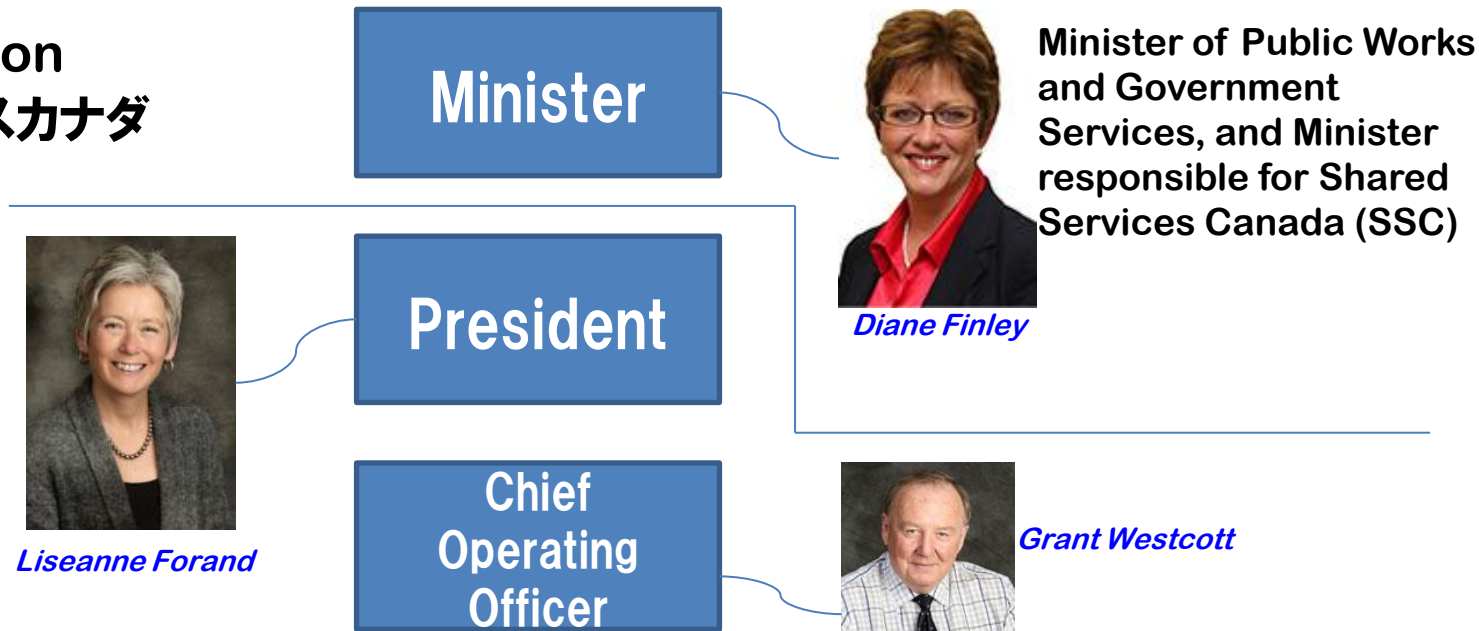 on
スカナダ
Minister
Minister of Public Works
and Government
Services, and Minister
responsible for Shared
Services Canada (SSC)
Diane Finley
President
Liseanne Forand
Chief
Operating
Officer
Grant Westcott